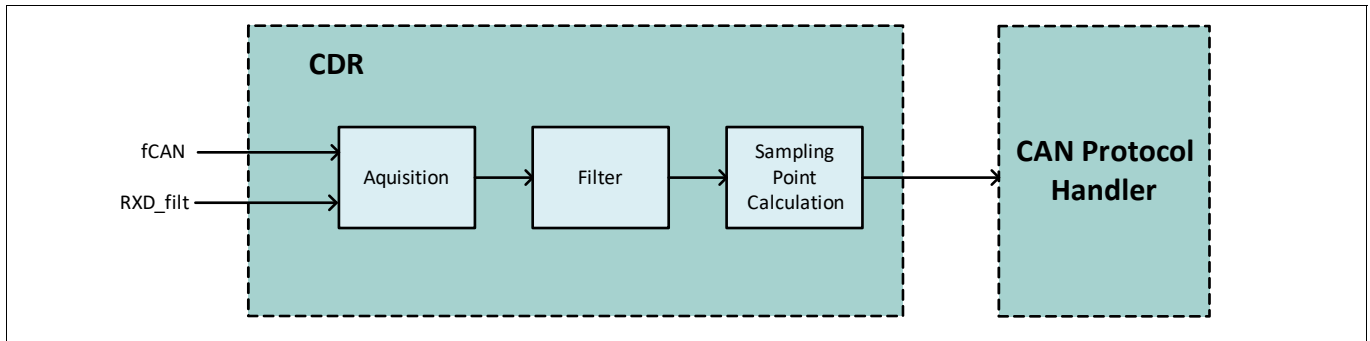 CDR
fCAN
RXD_filt
Aquisition
Filter
Sampling
Point
Calculation
CAN Protocol
Handler